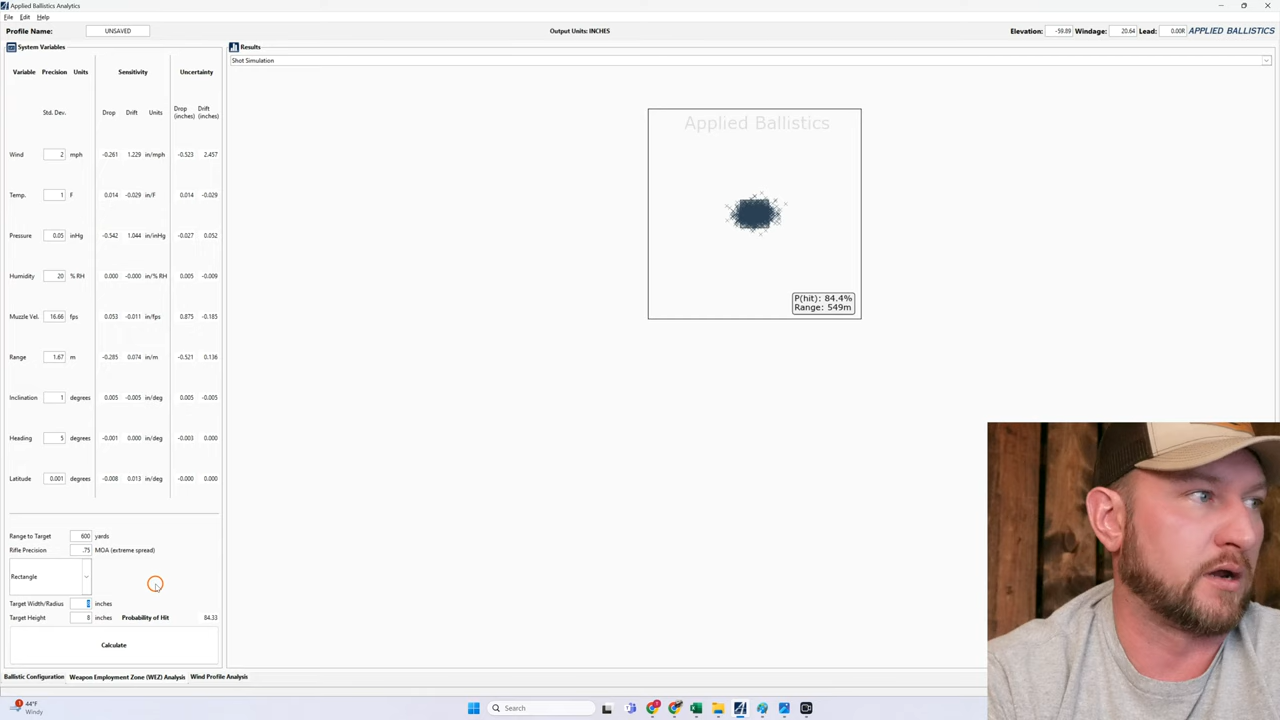 Applied Ballistics Analytics
File Edit Help
Profile Name: UNSAVED Output Units: INCHES Elevation: -59.89 Windage: 20.64 Lead: 0.00R APPLIED BALLISTICS
System Variables Results
Shot Simulation
Variable Precision Units Sensitivity Uncertainty
Std. Dev. Drop Drift Units Drop (inches) Drift (inches)
Wind 2 mph -0.261 1.229 in/mph -0.523 2.457
Temp. 1 F 0.014 -0.029 in/F 0.014 -0.029
Pressure 0.05 inHg -0.542 1.044 in/inHg -0.027 0.052
Humidity 20 % RH 0.000 -0.000 in/% RH 0.005 -0.009
Muzzle Vel. 16.66 fps 0.053 -0.011 in/fps 0.875 -0.185
Range 1.67 m -0.285 0.074 in/m -0.521 0.136
Inclination 1 degrees 0.005 -0.005 in/deg 0.005 -0.005
Heading 5 degrees -0.001 0.000 in/deg -0.003 0.000
Latitude 0.001 degrees -0.008 0.013 in/deg -0.000 0.000
Applied Ballistics
P(hit): 84.4%
Range: 549m
Range to Target 600 yards
Rifle Precision .75 MOA (extreme spread)
Rectangle
Target Width/Radius inches
Target Height 8 inches Probability of Hit 84.33
Calculate
Ballistic Configuration Weapon Employment Zone (WEZ) Analysis Wind Profile Analysis
44°F
Windy
Search